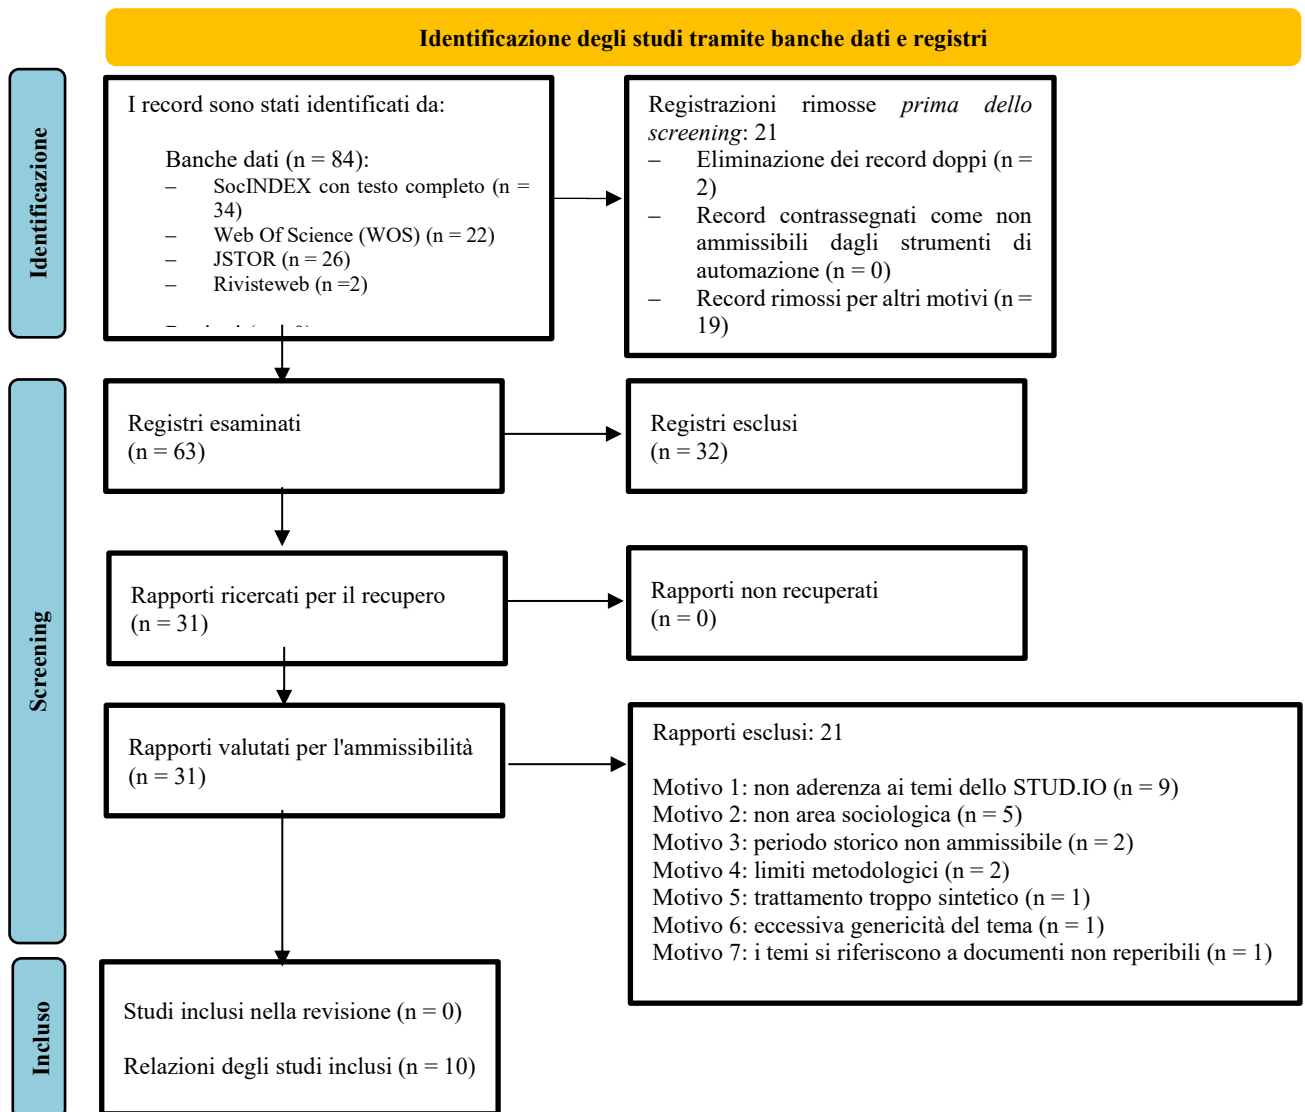 Identificazione degli studi tramite banche dati e registri
Identificazione
I record sono stati identificati da:
Banche dati (n = 84):
– SocINDEX con testo completo (n =
34)
– Web Of Science (WOS) (n = 22)
– JSTOR (n = 26)
– Rivisteweb (n =2)
Registrazioni rimosse prima dello
screening: 21
– Eliminazione dei record doppi (n =
2)
– Record contrassegnati come non
ammissibili dagli strumenti di
automazione (n = 0)
– Record rimossi per altri motivi (n =
19)
Screening
Registri esaminati
(n = 63)
Registri esclusi
(n = 32)
Rapporti ricercati per il recupero
(n = 31)
Rapporti non recuperati
(n = 0)
Rapporti valutati per l'ammissibilità
(n = 31)
Rapporti esclusi: 21
Motivo 1: non aderenza ai temi dello STUD.IO (n = 9)
Motivo 2: non area sociologica (n = 5)
Motivo 3: periodo storico non ammissibile (n = 2)
Motivo 4: limiti metodologici (n = 2)
Motivo 5: trattamento troppo sintetico (n = 1)
Motivo 6: eccessiva genericità del tema (n = 1)
Motivo 7: i temi si riferiscono a documenti non reperibili (n = 1)
Incluso
Studi inclusi nella revisione (n = 0)
Relazioni degli studi inclusi (n = 10)